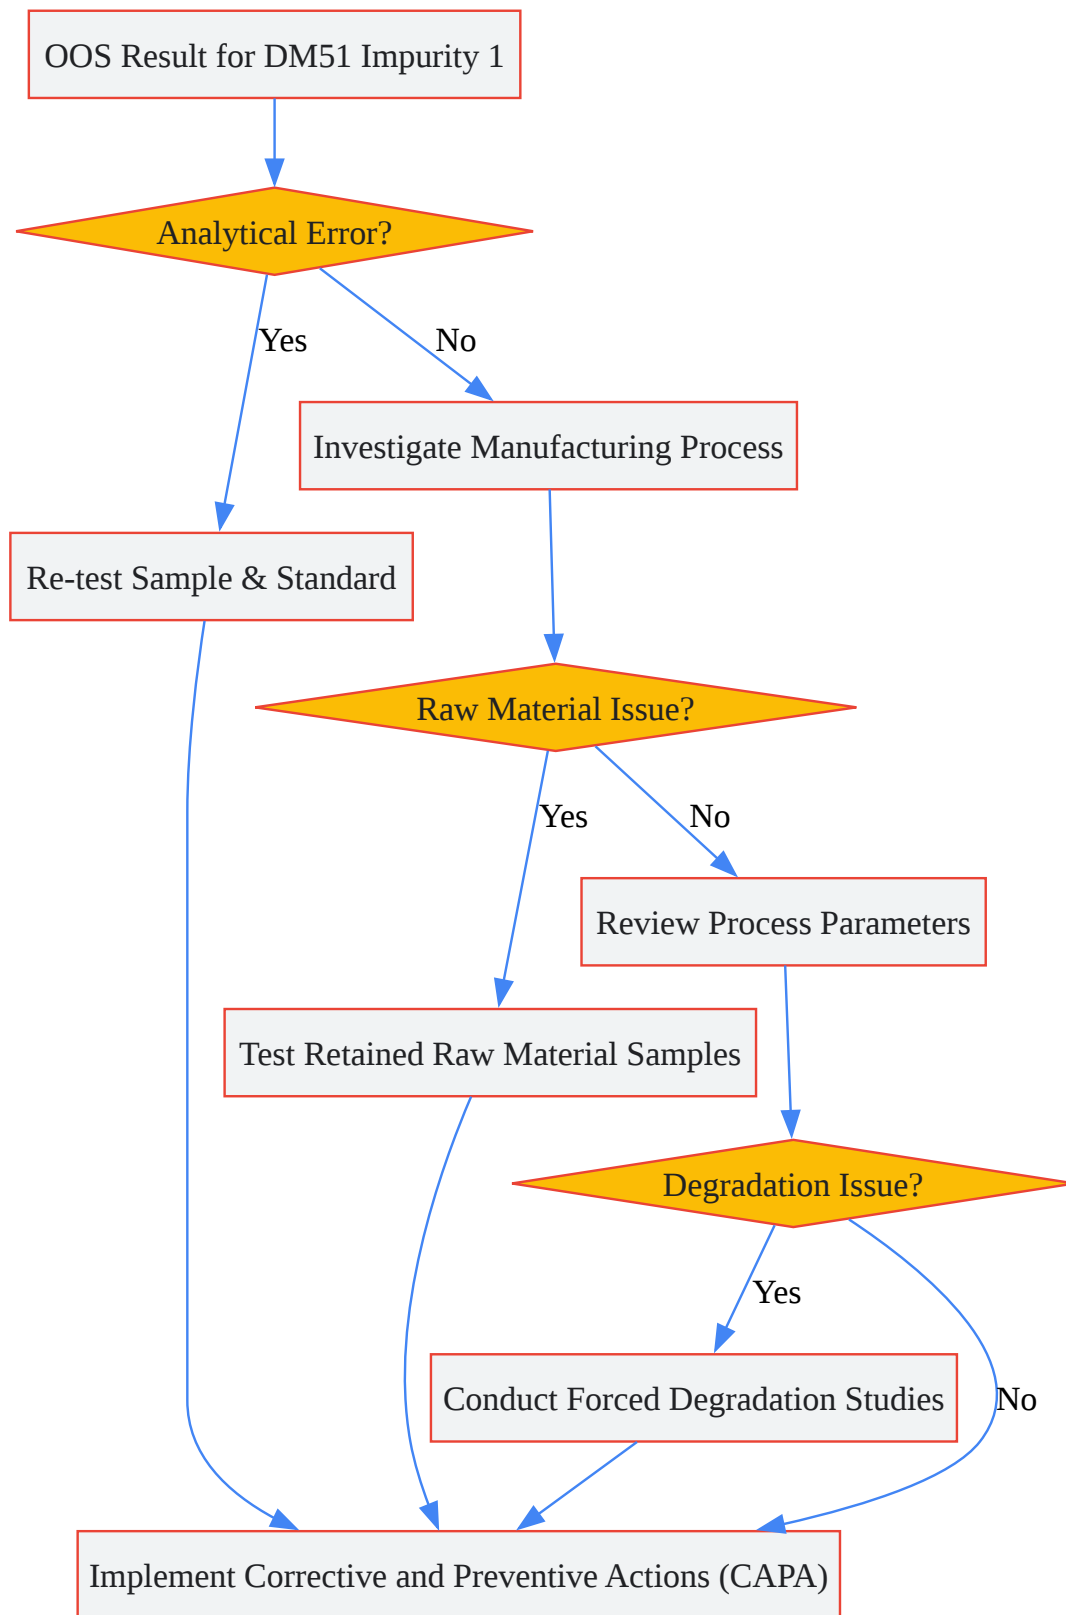 OOS Result for DM51 Impurity 1
Analytical Error?
Yes
No
Investigate Manufacturing Process
Re-test Sample & Standard
Raw Material Issue?
Yes
No
Review Process Parameters
Test Retained Raw Material Samples
Degradation Issue?
Yes
Conduct Forced Degradation Studies
No
Implement Corrective and Preventive Actions (CAPA)